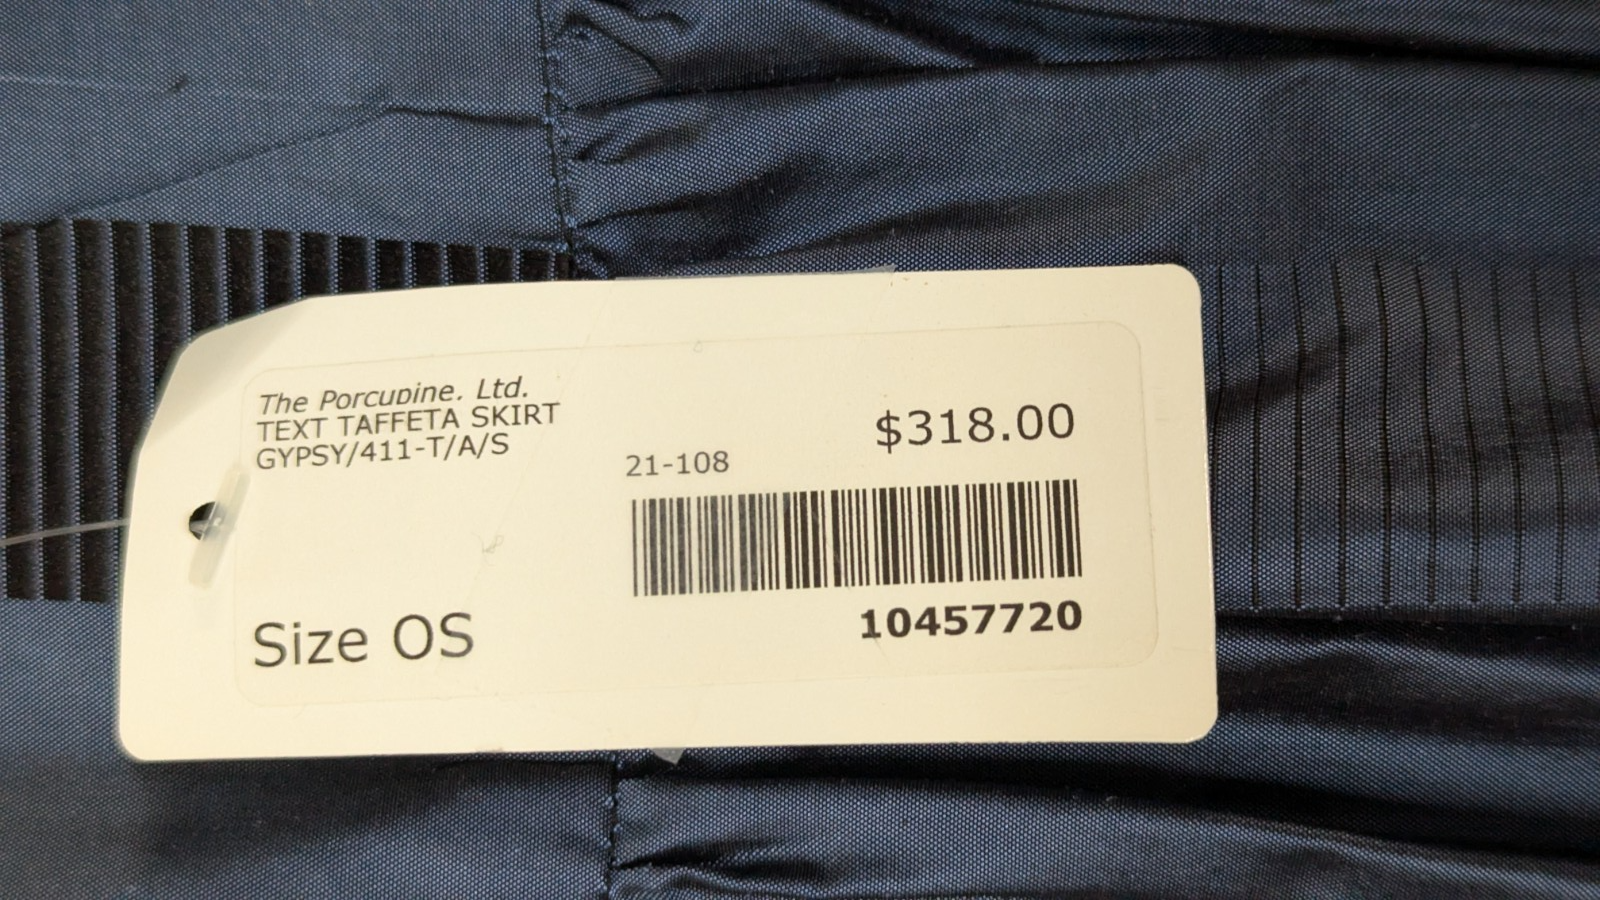 The Porcupine, Ltd.
TEXT TAFFETA SKIRT
GYPSY/411-T/A/S
$318.00
21-108
10457720
Size OS